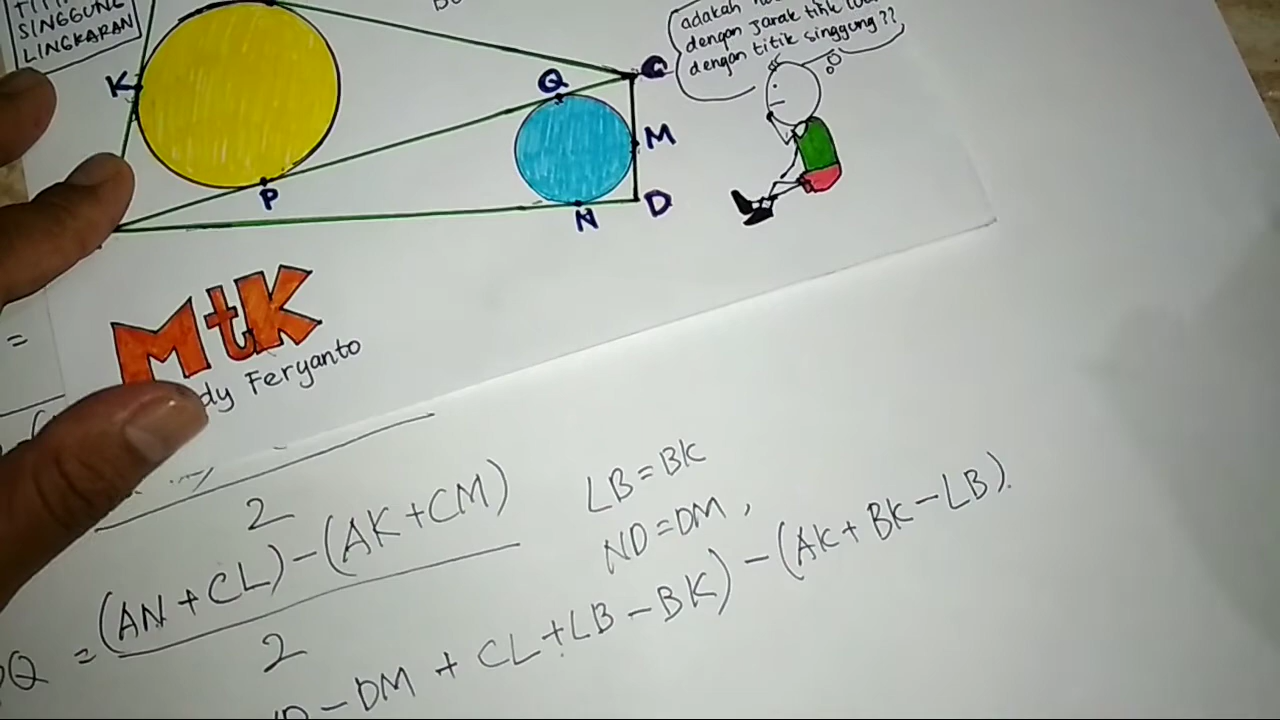 SINGGUNG
LINGKARAN
adakah
dengan jarak titik
dengan titik singgung??
K
P
Q
C
M
D
N
MtK
dy Feryanto
=
2
LB=BK
ND=DM,
Q = (AN+CL)-(AK+CM)
2
-DM + CL+LB-BK) - (AK+BK-LB).